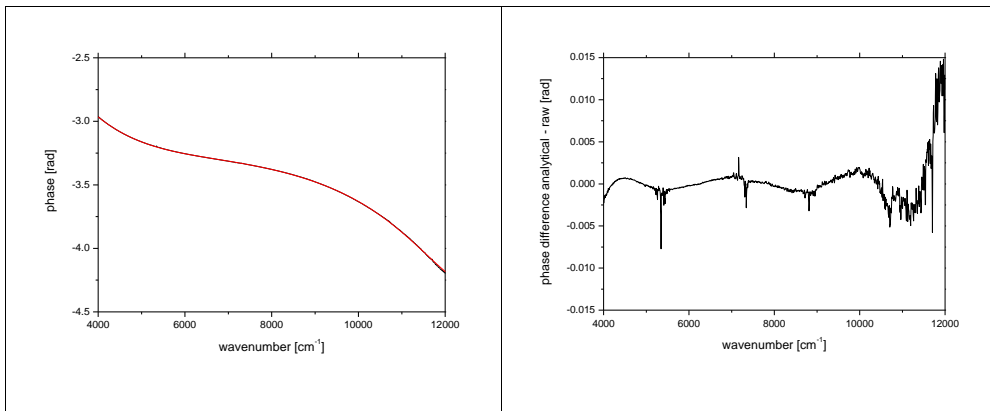 -2.5
-3.0
-3.5
-4.0
-4.5
4000 6000 8000 10000 12000
phase [rad]
wavenumber [cm⁻¹]
0.015
0.010
0.005
0.000
-0.005
-0.010
-0.015
4000 6000 8000 10000 12000
phase difference analytical - raw [rad]
wavenumber [cm⁻¹]